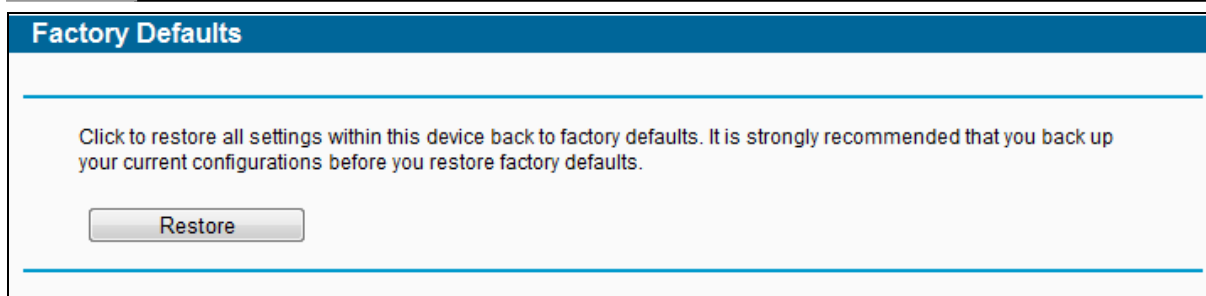 Factory Defaults
Click to restore all settings within this device back to factory defaults. It is strongly recommended that you back up
your current configurations before you restore factory defaults.
Restore